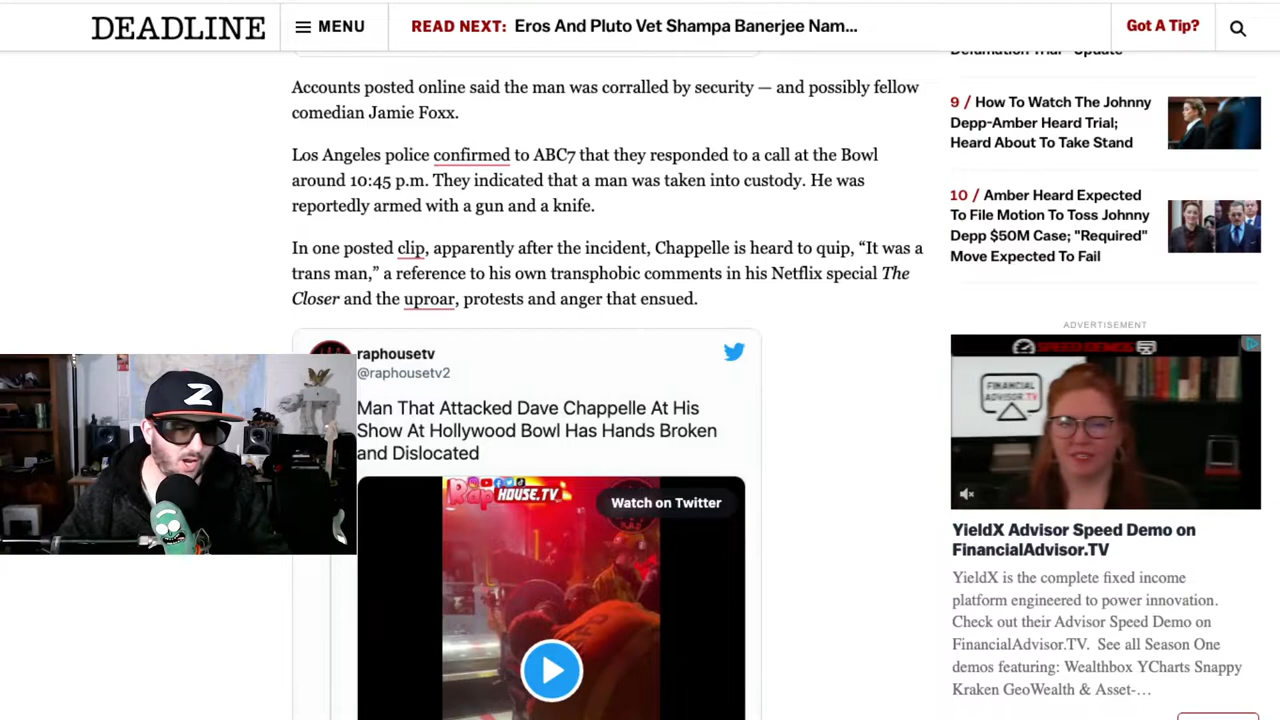 DEADLINE
MENU
READ NEXT: Eros And Pluto Vet Shampa Banerjee Nam...
Got A Tip?
Accounts posted online said the man was corralled by security — and possibly fellow
comedian Jamie Foxx.
Los Angeles police confirmed to ABC7 that they responded to a call at the Bowl
around 10:45 p.m. They indicated that a man was taken into custody. He was
reportedly armed with a gun and a knife.
In one posted clip, apparently after the incident, Chappelle is heard to quip, “It was a
trans man,” a reference to his own transphobic comments in his Netflix special The
Closer and the uproar, protests and anger that ensued.
raphousetv
@raphousetv2
Man That Attacked Dave Chappelle At His
Show At Hollywood Bowl Has Hands Broken
and Dislocated
RapHouse.TV
Watch on Twitter
Z
Defamation Trial – Update
9 / How To Watch The Johnny
Depp-Amber Heard Trial;
Heard About To Take Stand
10 / Amber Heard Expected
To File Motion To Toss Johnny
Depp $50M Case; "Required"
Move Expected To Fail
ADVERTISEMENT
SPEED DEMOS
FINANCIAL
ADVISOR.TV
YieldX Advisor Speed Demo on
FinancialAdvisor.TV
YieldX is the complete fixed income
platform engineered to power innovation.
Check out their Advisor Speed Demo on
FinancialAdvisor.TV. See all Season One
demos featuring: Wealthbox YCharts Snappy
Kraken GeoWealth & Asset-...